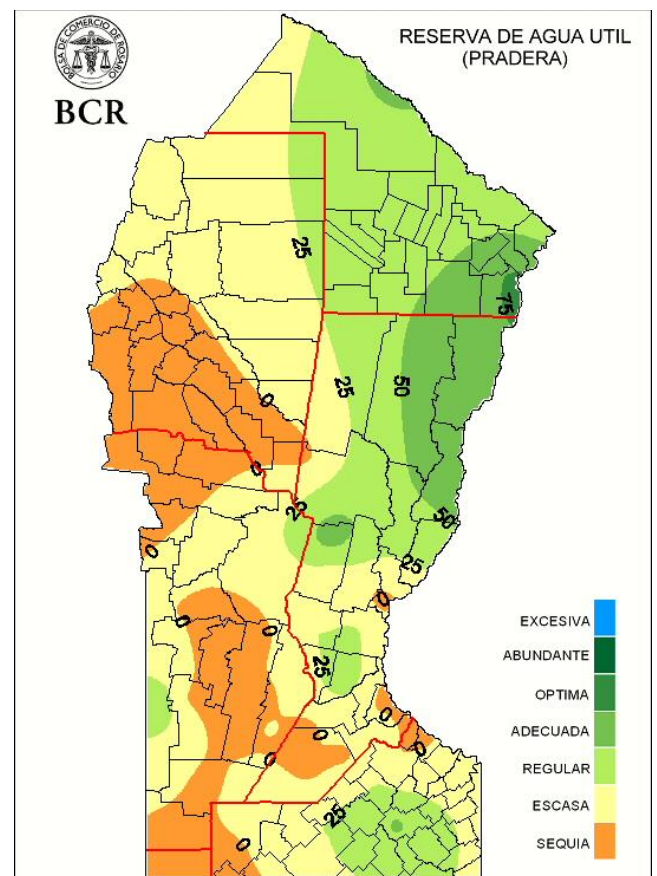 BOLSA DE COMERCIO DE ROSARIO
BCR
RESERVA DE AGUA UTIL
(PRADERA)
25
75
25
50
0
0
25
50
0
25
0
0
0
25
0
0
0
0
25
0
EXCESIVA
ABUNDANTE
OPTIMA
ADECUADA
REGULAR
ESCASA
SEQUIA